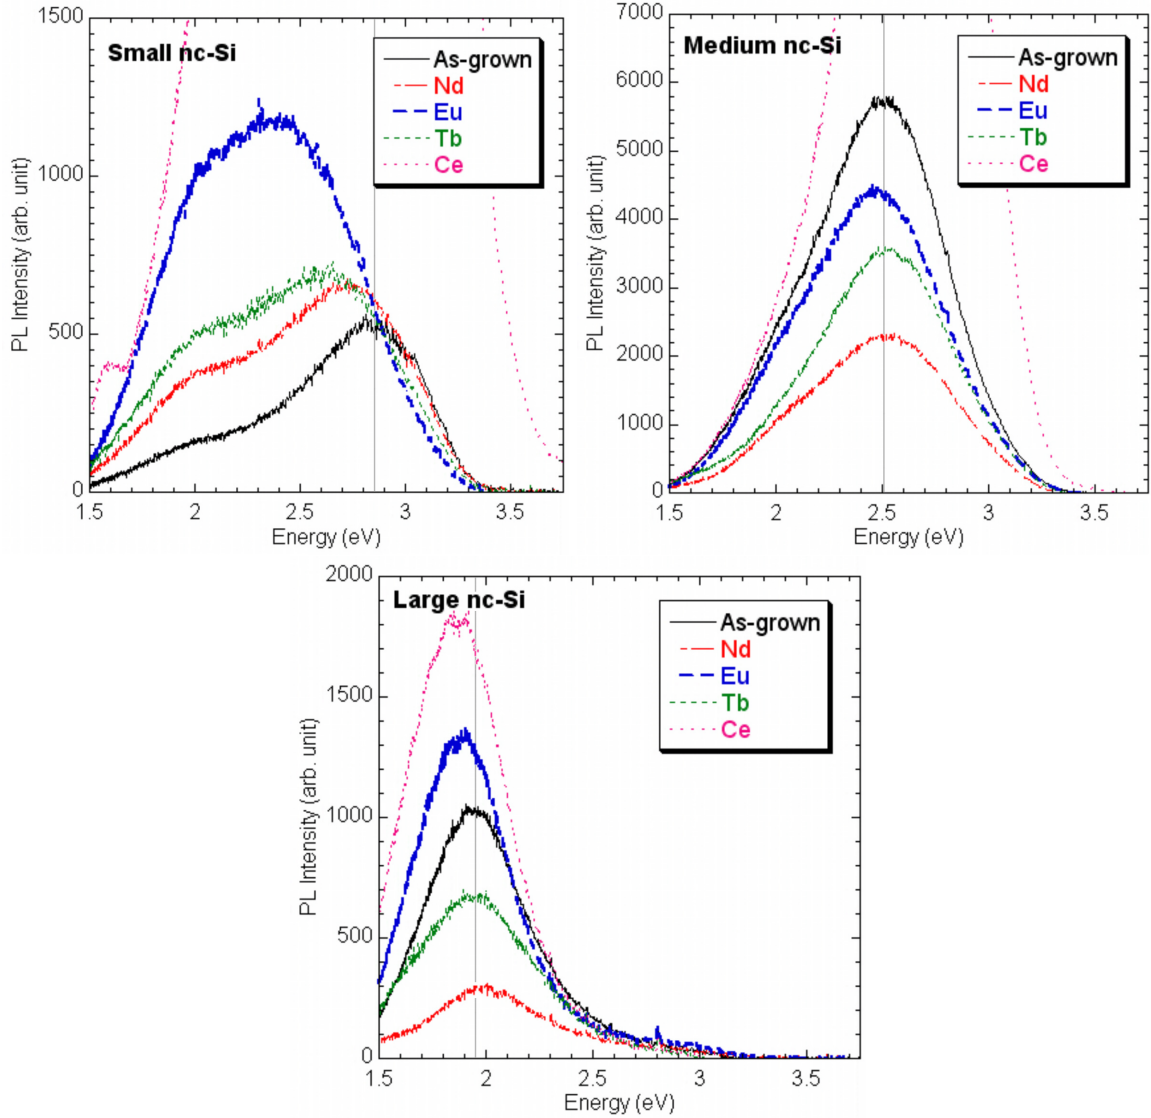 Small nc-Si
As-grown
Nd
Eu
Tb
Ce
PL Intensity (arb. unit)
1500
1000
500
0
1.5 2 2.5 3 3.5
Energy (eV)
Medium nc-Si
As-grown
Nd
Eu
Tb
Ce
PL Intensity (arb. unit)
7000
6000
5000
4000
3000
2000
1000
0
1.5 2 2.5 3 3.5
Energy (eV)
Large nc-Si
As-grown
Nd
Eu
Tb
Ce
PL Intensity (arb. unit)
2000
1500
1000
500
0
1.5 2 2.5 3 3.5
Energy (eV)